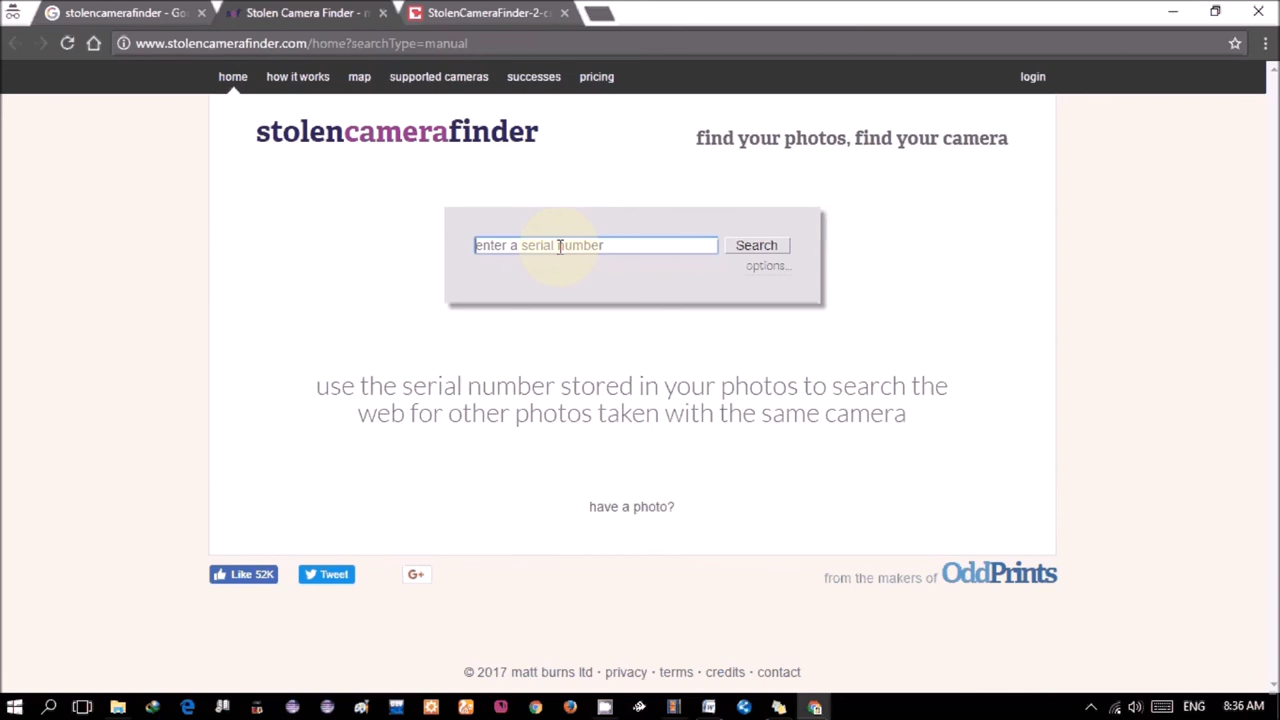 stolencamerafinder - Go
Stolen Camera Finder - n
StolenCameraFinder-2-c
www.stolencamerafinder.com/home?searchType=manual
home how it works map supported cameras successes pricing login
stolencamerafinder
find your photos, find your camera
enter a serial number Search
options...
use the serial number stored in your photos to search the
web for other photos taken with the same camera
have a photo?
Like 52K Tweet G+
from the makers of OddPrints
© 2017 matt burns ltd · privacy · terms · credits · contact
ENG 8:36 AM